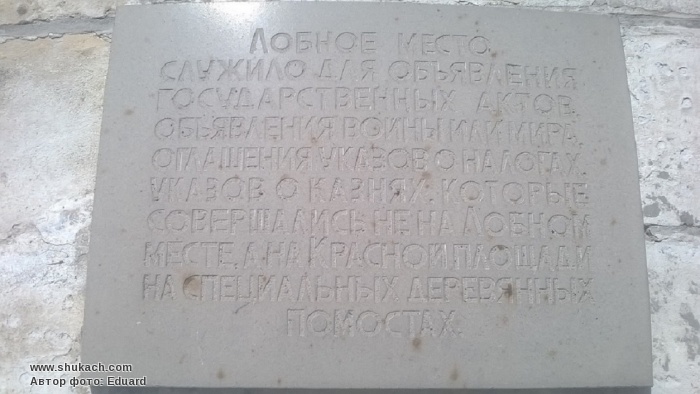 Лобное место
служило для объявления
государственных актов,
объявления войны или мира,
оглашения указов о налогах,
указов о казнях, которые
совершались не на Лобном
месте, а на Красной площади
на специальных деревянных
помостах.
www.shukach.com
Автор фото: Eduard